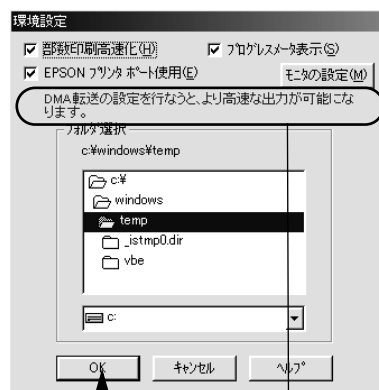 環境設定
部数印刷高速化(H)
プログレスメータ表示(S)
EPSON プリンタ ポート使用(E)
モニタの設定(M)
DMA転送の設定を行なうと、より高速な出力が可能にな
ります。
フォルダ選択
c:¥windows¥temp
c:¥
windows
temp
_istmp0.dir
vbe
c:
OK
キャンセル
ヘルプ